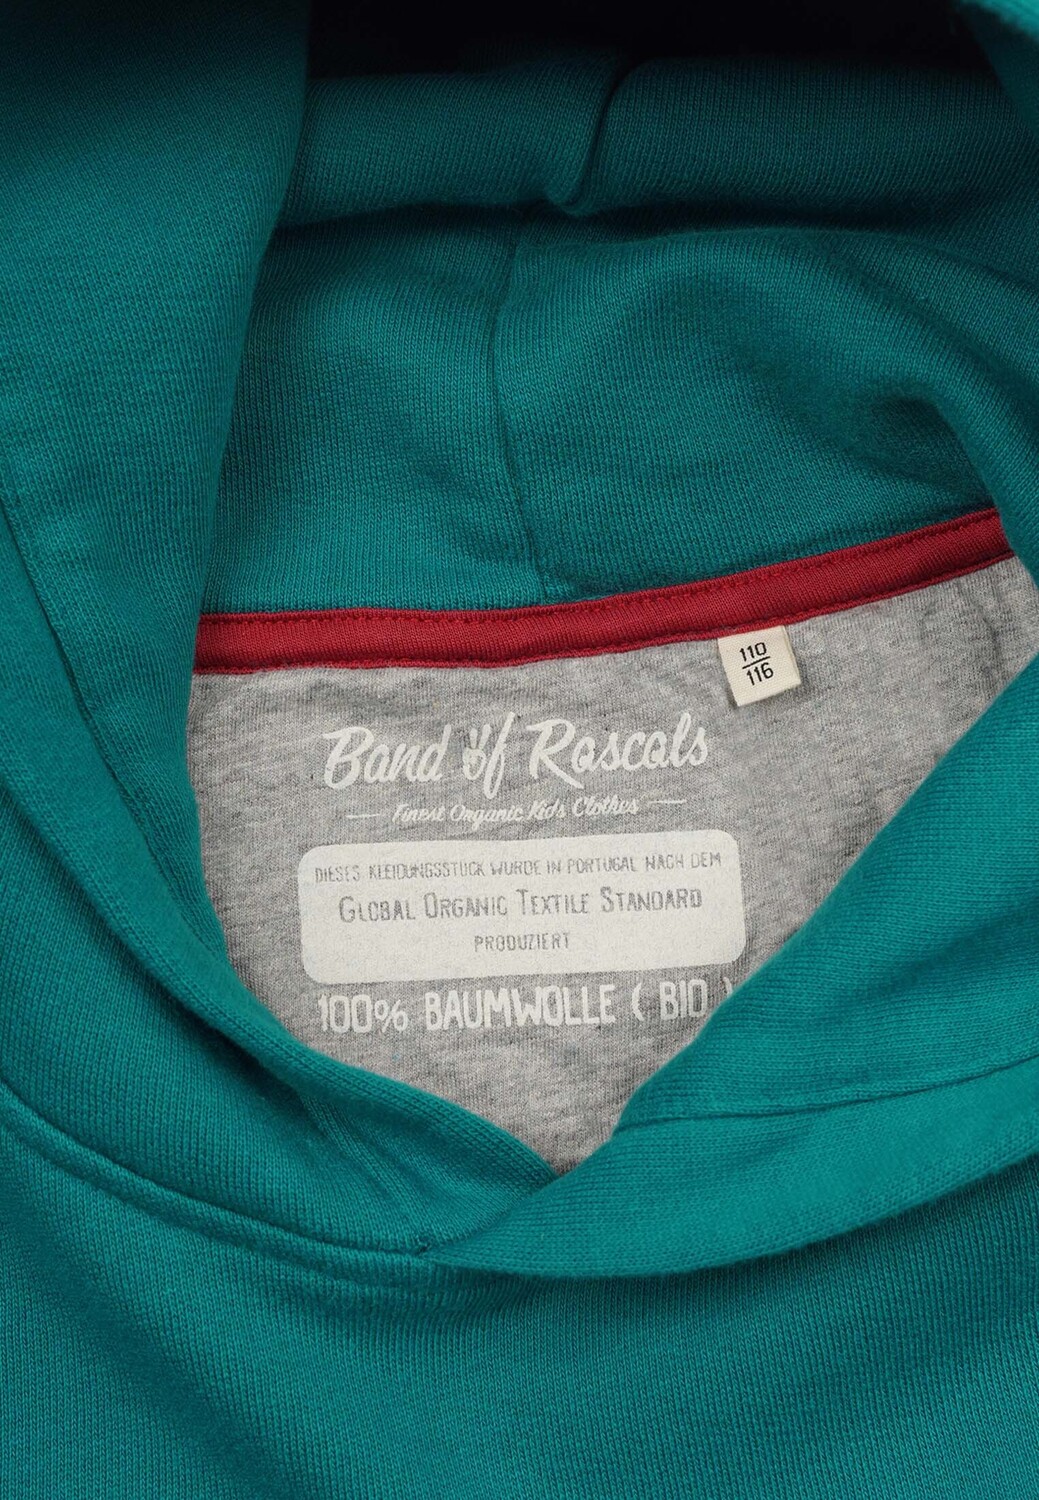 110
116
Band of Rascals
Finest Organic Kids Clothes
DIESES KLEIDUNGSSTÜCK WURDE IN PORTUGAL NACH DEM
GLOBAL ORGANIC TEXTILE STANDARD
PRODUZIERT
100% BAUMWOLLE ( BIO )